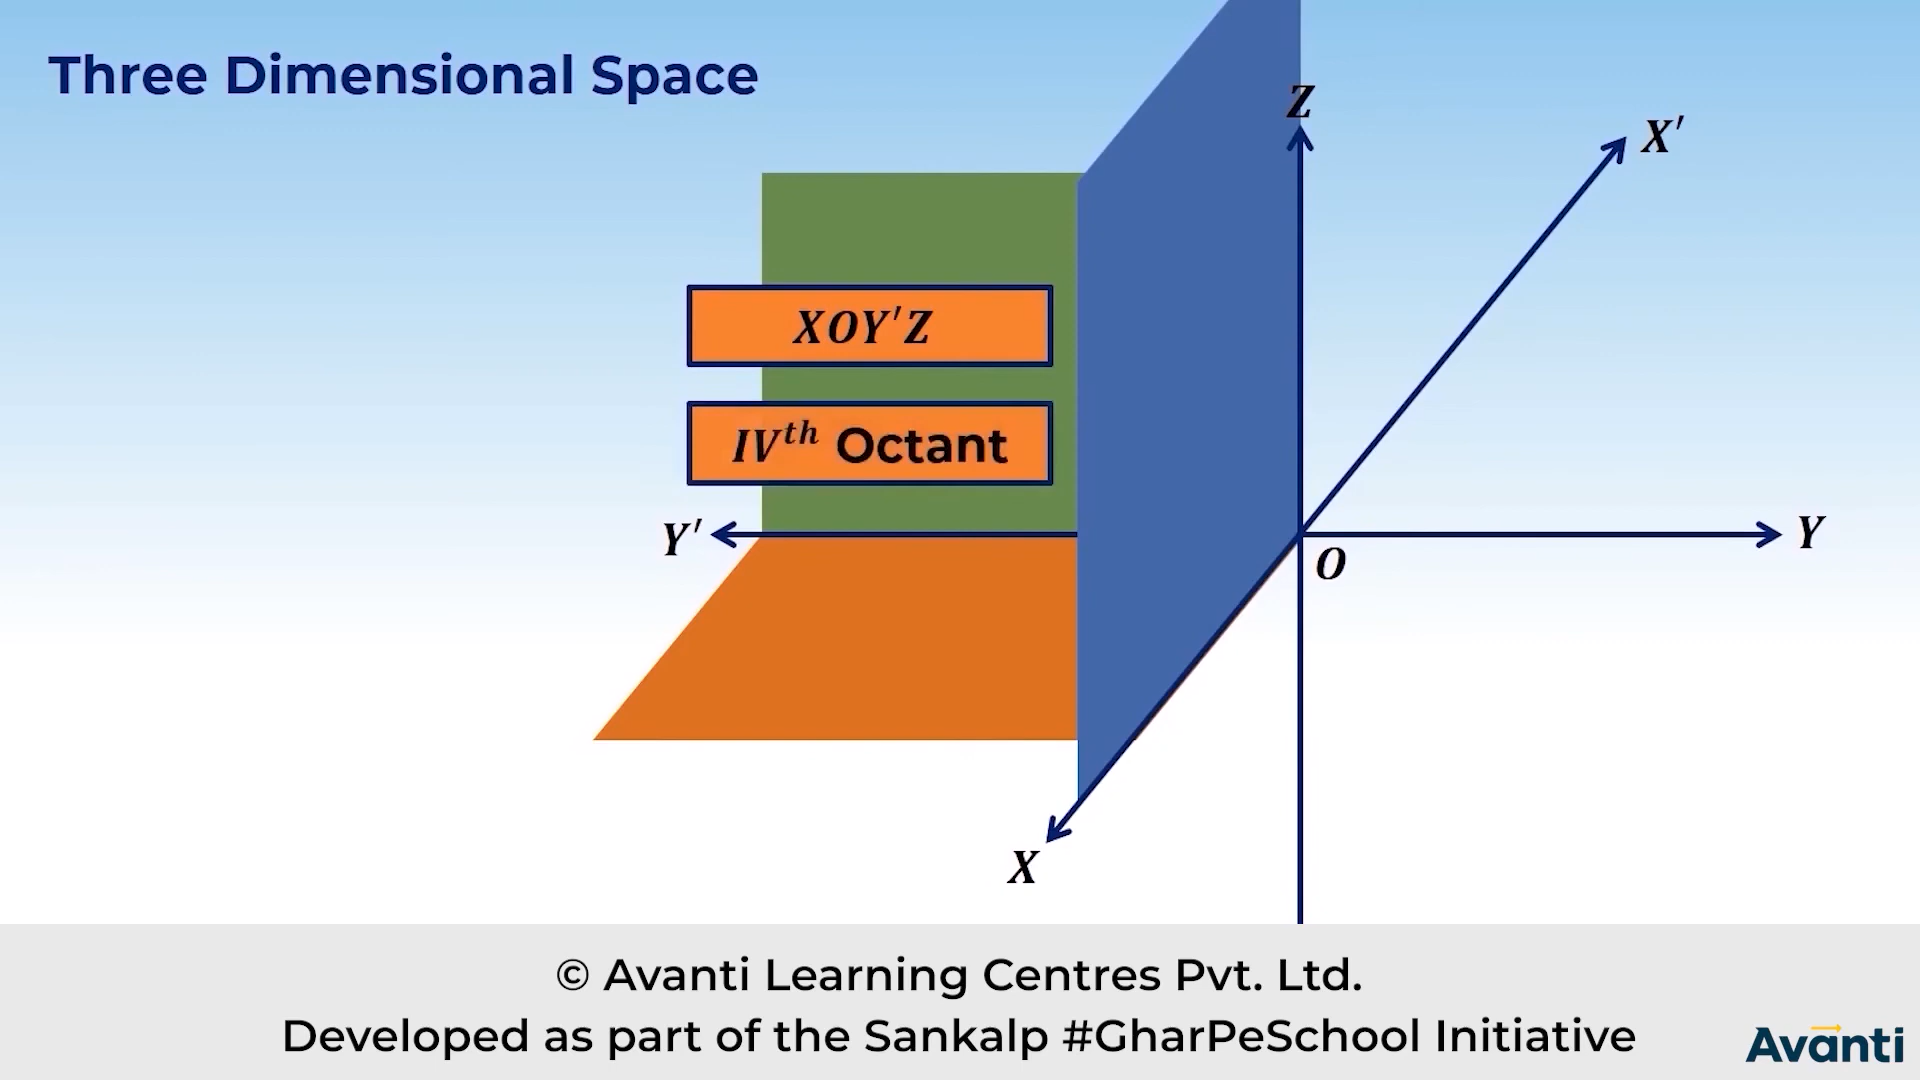 Three Dimensional Space
Z
X′
XOY′Z
IVth Octant
Y′
Y
O
X
© Avanti Learning Centres Pvt. Ltd.
Developed as part of the Sankalp #GharPeSchool Initiative
Avanti